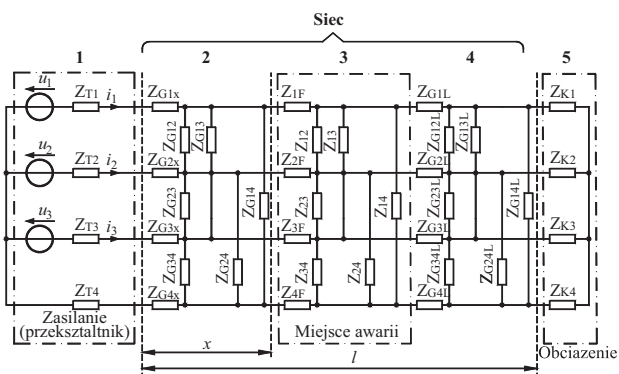 Siec
1 2 3 4 5
u1 ZT1 i1 ZG1x Z1F ZG1L ZK1
ZG12 ZG13 Z12 Z13 ZG12L ZG13L
u2 ZT2 i2 ZG2x Z2F ZG2L ZK2
ZG23 ZG14 Z23 Z14 ZG23L ZG14L
u3 ZT3 i3 ZG3x Z3F ZG3L ZK3
ZG34 ZG24 Z34 Z24 ZG34L ZG24L
ZT4 ZG4x Z4F ZG4L ZK4
Zasilanie
(przeksztaltnik)
Miejsce awarii
Obciazenie
x
l